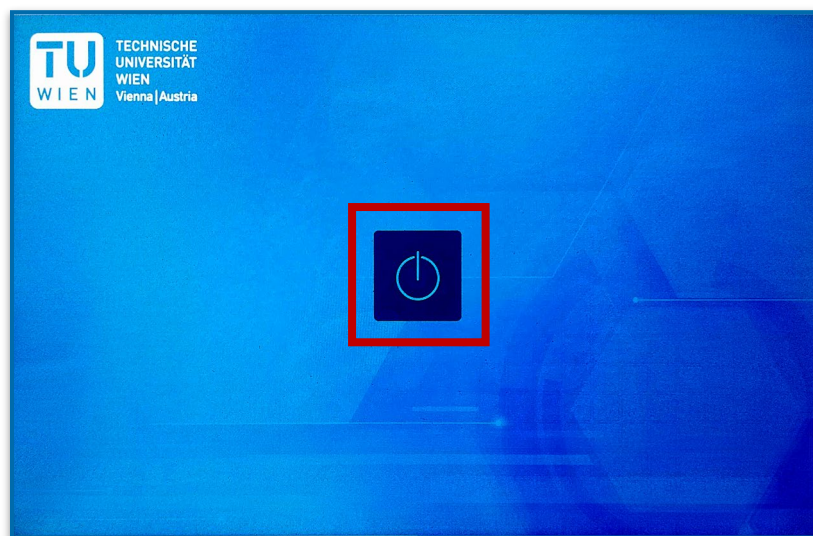 TU
WIEN
TECHNISCHE
UNIVERSITÄT
WIEN
Vienna | Austria